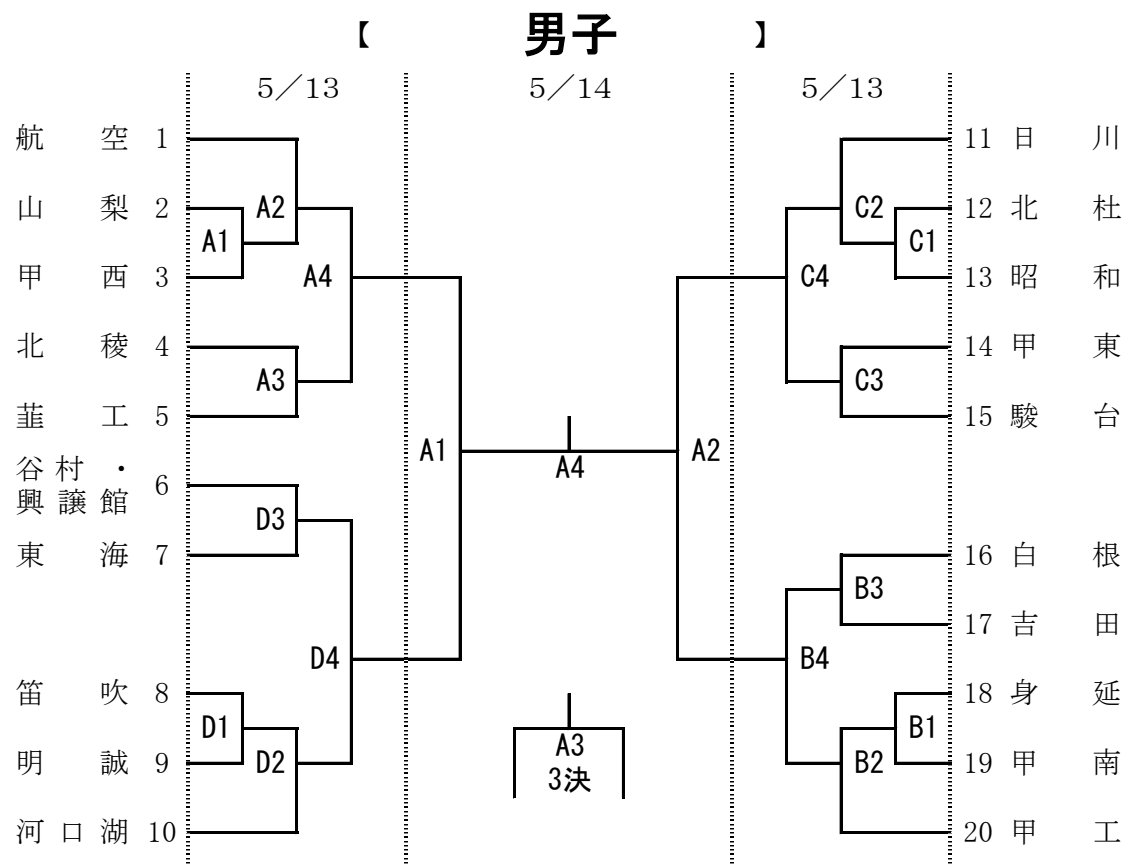 【 男子 】
5／13 5／14 5／13
航空 1
山梨 2
甲西 3
北稜 4
韮工 5
谷村・
興譲館 6
東海 7
笛吹 8
明誠 9
河口湖 10
A1
A2
A3
A4
D3
D4
D1
D2
A1
A4
A2
A3
3決
C2
C1
C4
C3
B3
B4
B1
B2
11 日川
12 北杜
13 昭和
14 甲東
15 駿台
16 白根
17 吉田
18 身延
19 甲南
20 甲工